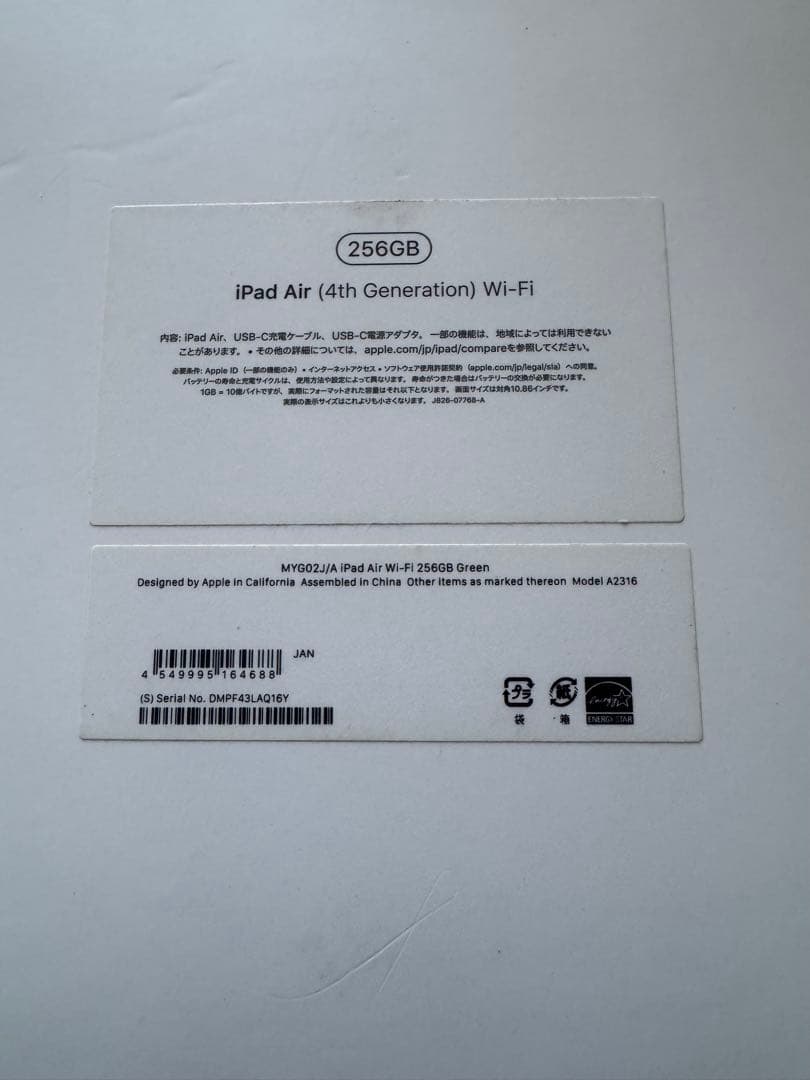 256GB
iPad Air (4th Generation) Wi-Fi
内容: iPad Air、USB-C充電ケーブル、USB-C電源アダプタ。一部の機能は、地域によっては利用できない
ことがあります。• その他の詳細については、apple.com/jp/ipad/compareを参照してください。
必要条件: Apple ID（一部の機能のみ）• インターネットアクセス • ソフトウェア使用許諾契約（apple.com/jp/legal/sla）への同意。
バッテリーの寿命と充電サイクルは、使用方法や設定によって異なります。寿命がつきた場合はバッテリーの交換が必要になります。
1GB = 10億バイトですが、実際にフォーマットされた容量はそれ以下となります。画面サイズは対角10.86インチです。
実際の表示サイズはこれよりも小さくなります。J826-07768-A
MYG02J/A iPad Air Wi-Fi 256GB Green
Designed by Apple in California Assembled in China Other items as marked thereon Model A2316
JAN
4 549995 164688
(S) Serial No. DMPF43LAQ16Y
プラ 紙 energy
ENERGY STAR
袋 箱